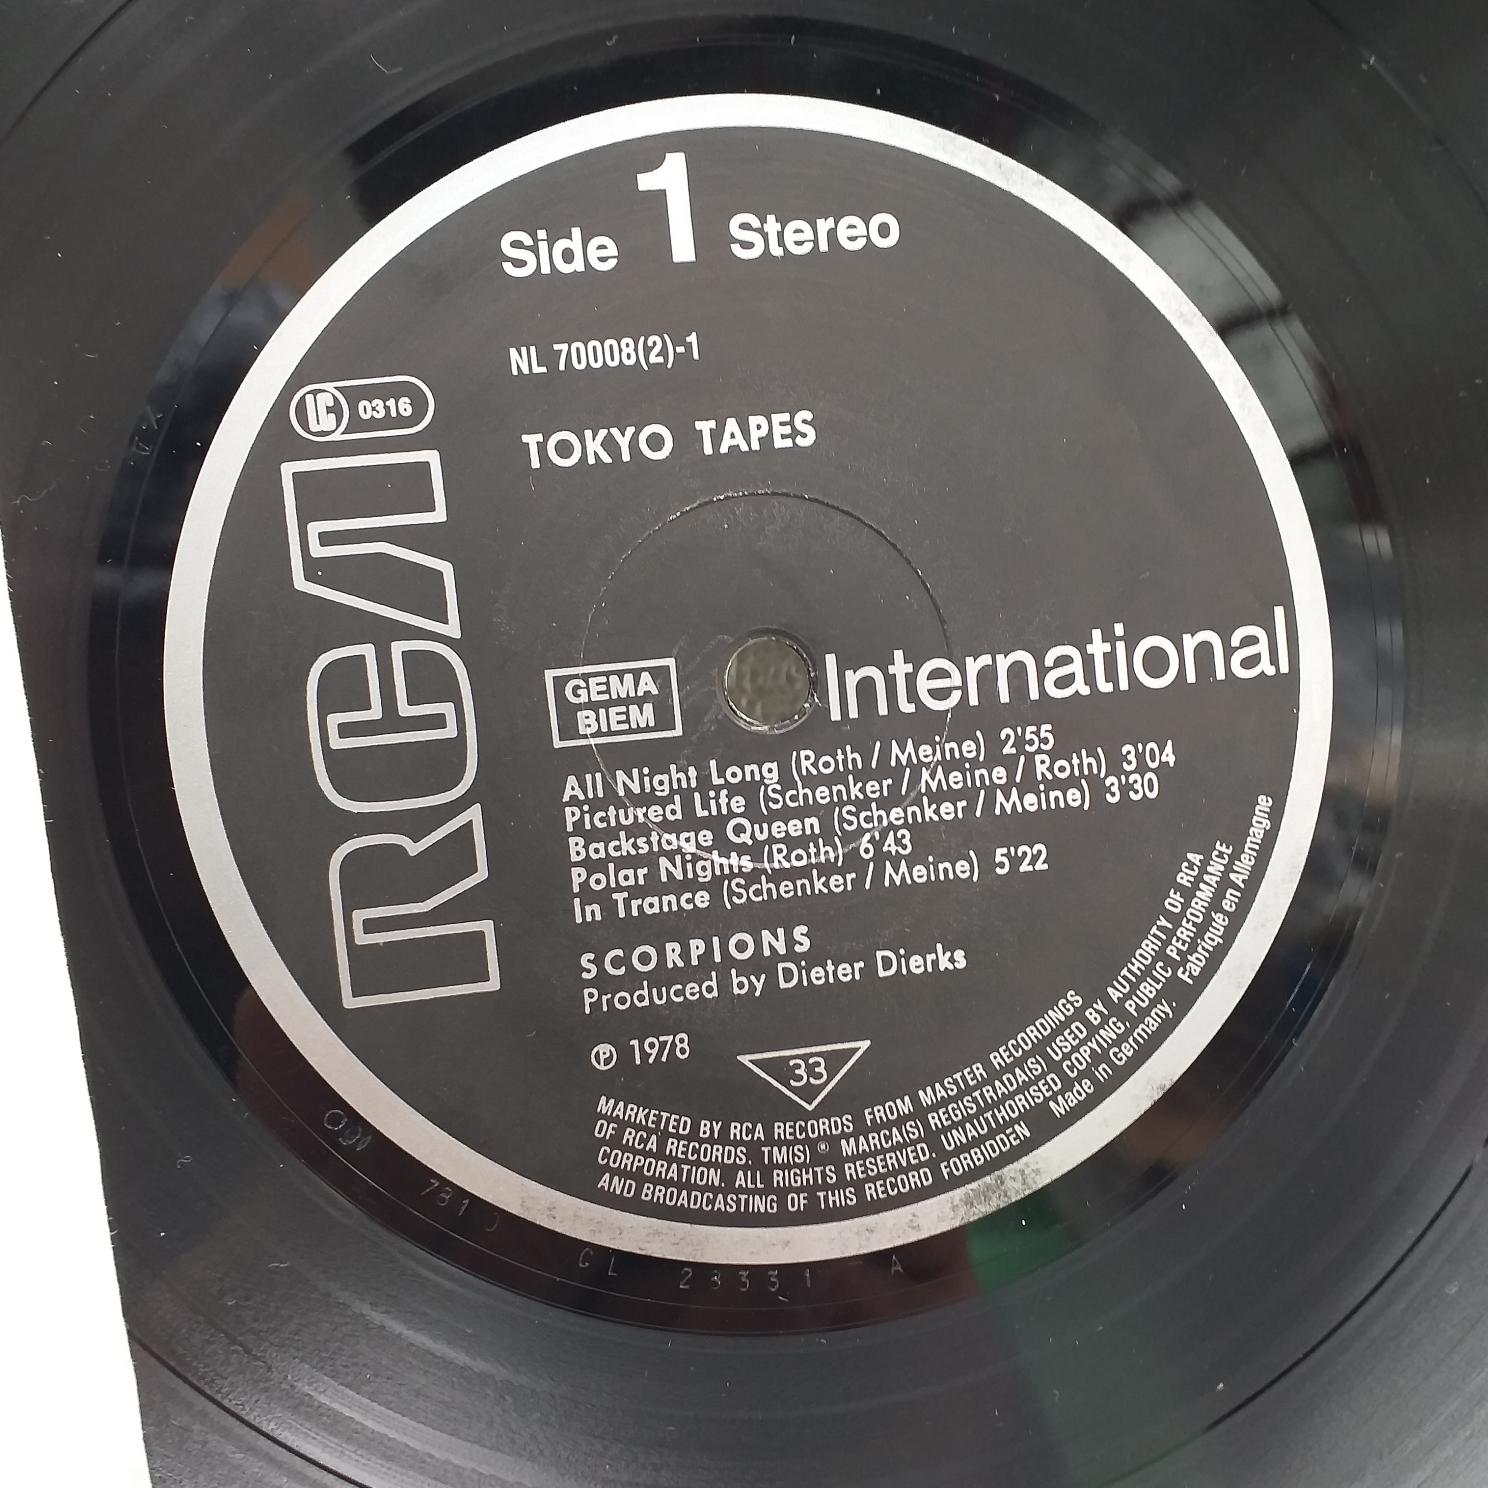 Side 1 Stereo
NL 70008(2)-1
LC 0316
TOKYO TAPES
RCA
GEMA
BIEM
International
All Night Long (Roth / Meine) 2'55
Pictured Life (Schenker / Meine / Roth) 3'04
Backstage Queen (Schenker / Meine) 3'30
Polar Nights (Roth) 6'43
In Trance (Schenker / Meine) 5'22
SCORPIONS
Produced by Dieter Dierks
℗ 1978
33
MARKETED BY RCA RECORDS FROM MASTER RECORDINGS
OF RCA RECORDS. TM(S) ® MARCA(S) REGISTRADA(S) USED BY AUTHORITY OF RCA
CORPORATION. ALL RIGHTS RESERVED. UNAUTHORISED COPYING, PUBLIC PERFORMANCE
AND BROADCASTING OF THIS RECORD FORBIDDEN Made in Germany. Fabriqué en Allemagne
CL 28331 - A